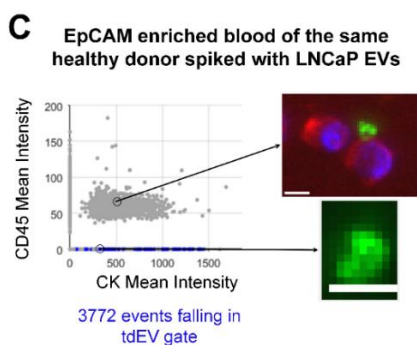 C
EpCAM enriched blood of the same
healthy donor spiked with LNCaP EVs
CD45 Mean Intensity
200
150
100
50
0
0
500
1000
1500
CK Mean Intensity
3772 events falling in
tdEV gate